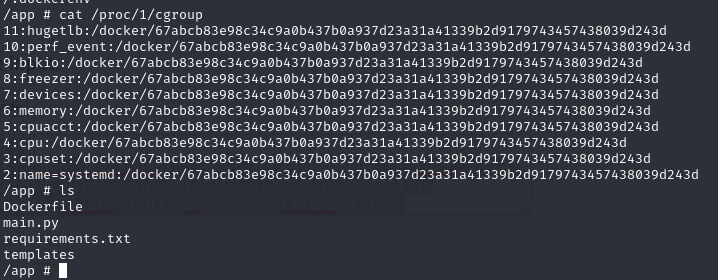 /app # cat /proc/1/cgroup
11:hugetlb:/docker/67abcb83e98c34c9a0b437b0a937d23a31a41339b2d9179743457438039d243d
10:perf_event:/docker/67abcb83e98c34c9a0b437b0a937d23a31a41339b2d9179743457438039d243d
9:blkio:/docker/67abcb83e98c34c9a0b437b0a937d23a31a41339b2d9179743457438039d243d
8:freezer:/docker/67abcb83e98c34c9a0b437b0a937d23a31a41339b2d9179743457438039d243d
7:devices:/docker/67abcb83e98c34c9a0b437b0a937d23a31a41339b2d9179743457438039d243d
6:memory:/docker/67abcb83e98c34c9a0b437b0a937d23a31a41339b2d9179743457438039d243d
5:cpuacct:/docker/67abcb83e98c34c9a0b437b0a937d23a31a41339b2d9179743457438039d243d
4:cpu:/docker/67abcb83e98c34c9a0b437b0a937d23a31a41339b2d9179743457438039d243d
3:cpuset:/docker/67abcb83e98c34c9a0b437b0a937d23a31a41339b2d9179743457438039d243d
2:name=systemd:/docker/67abcb83e98c34c9a0b437b0a937d23a31a41339b2d9179743457438039d243d
/app # ls
Dockerfile
main.py
requirements.txt
templates
/app #